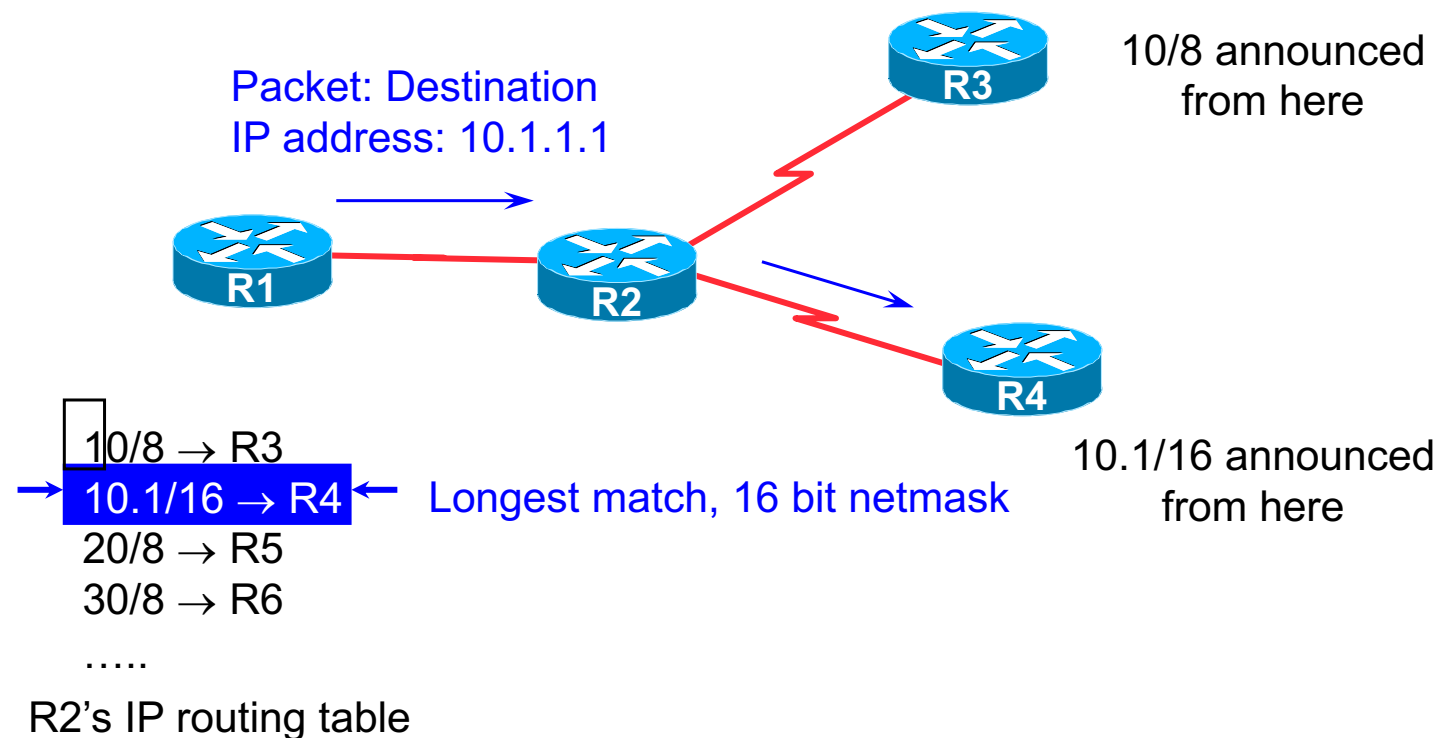 Packet: Destination
IP address: 10.1.1.1
R3
10/8 announced
from here
R1
R2
R4
10.1/16 announced
from here
10/8 → R3
10.1/16 → R4
Longest match, 16 bit netmask
20/8 → R5
30/8 → R6
…..
R2’s IP routing table